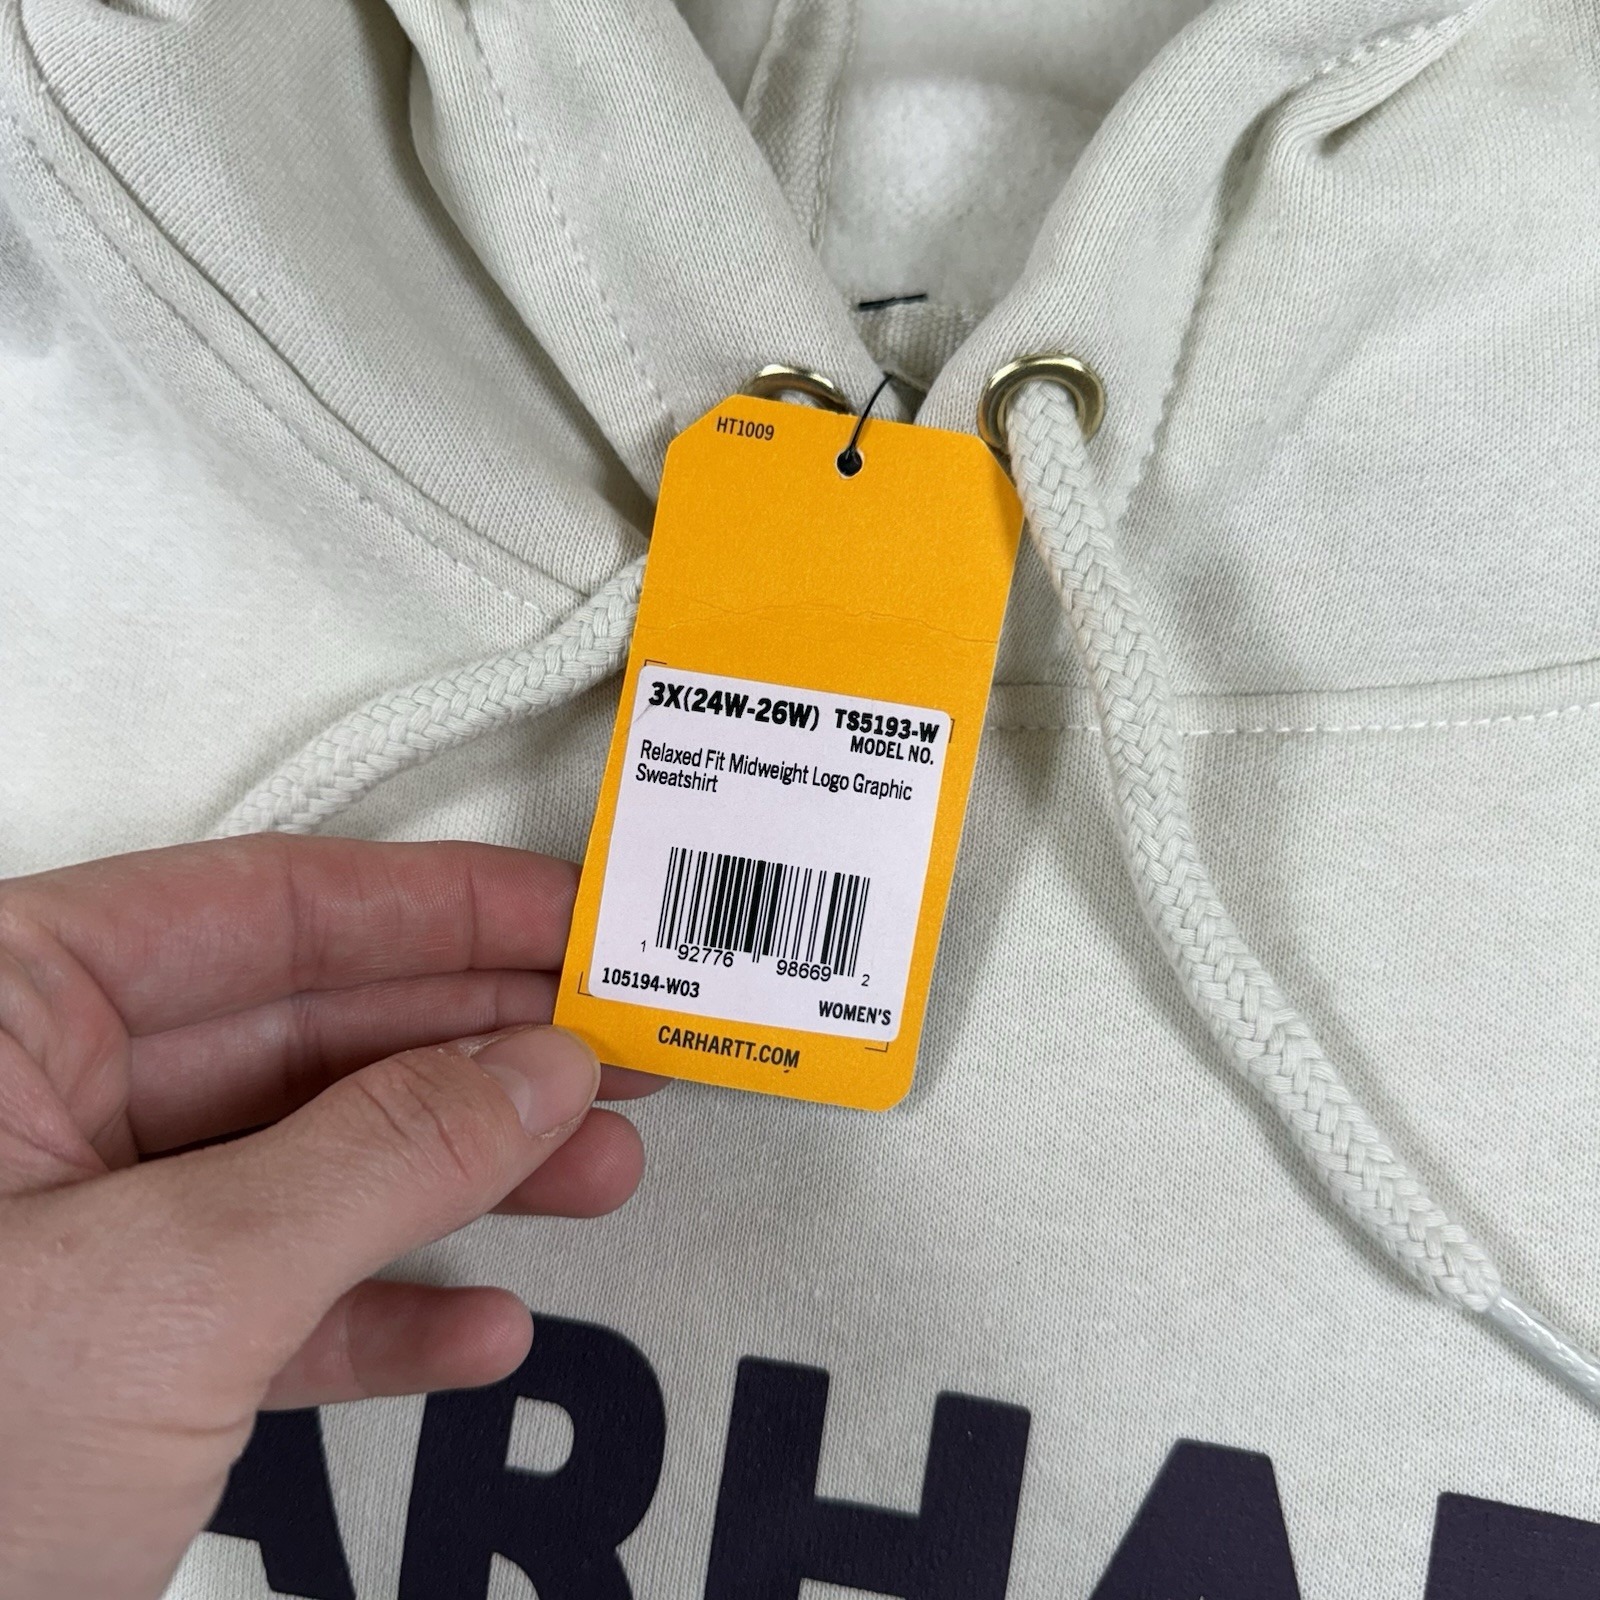 HT1009
3X(24W-26W) TS5193-W
MODEL NO.
Relaxed Fit Midweight Logo Graphic
Sweatshirt
1 92776 98669 2
105194-W03
WOMEN'S
CARHARTT.COM
ARHAR